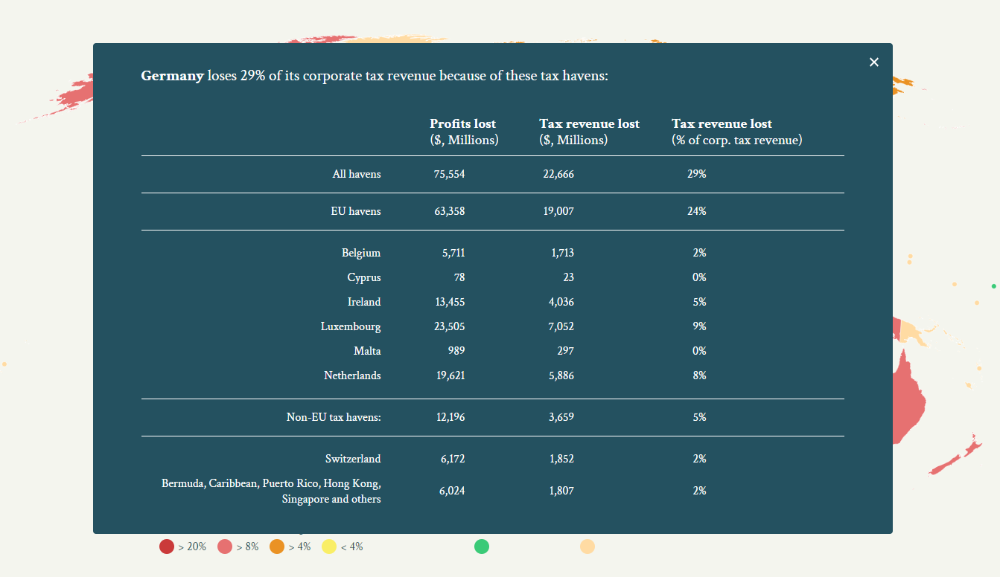 Germany loses 29% of its corporate tax revenue because of these tax havens:
Profits lost Tax revenue lost Tax revenue lost
($, Millions) ($, Millions) (% of corp. tax revenue)
All havens 75,554 22,666 29%
EU havens 63,358 19,007 24%
Belgium 5,711 1,713 2%
Cyprus 78 23 0%
Ireland 13,455 4,036 5%
Luxembourg 23,505 7,052 9%
Malta 989 297 0%
Netherlands 19,621 5,886 8%
Non-EU tax havens: 12,196 3,659 5%
Switzerland 6,172 1,852 2%
Bermuda, Caribbean, Puerto Rico, Hong Kong,
Singapore and others 6,024 1,807 2%
> 20% > 8% > 4% < 4%